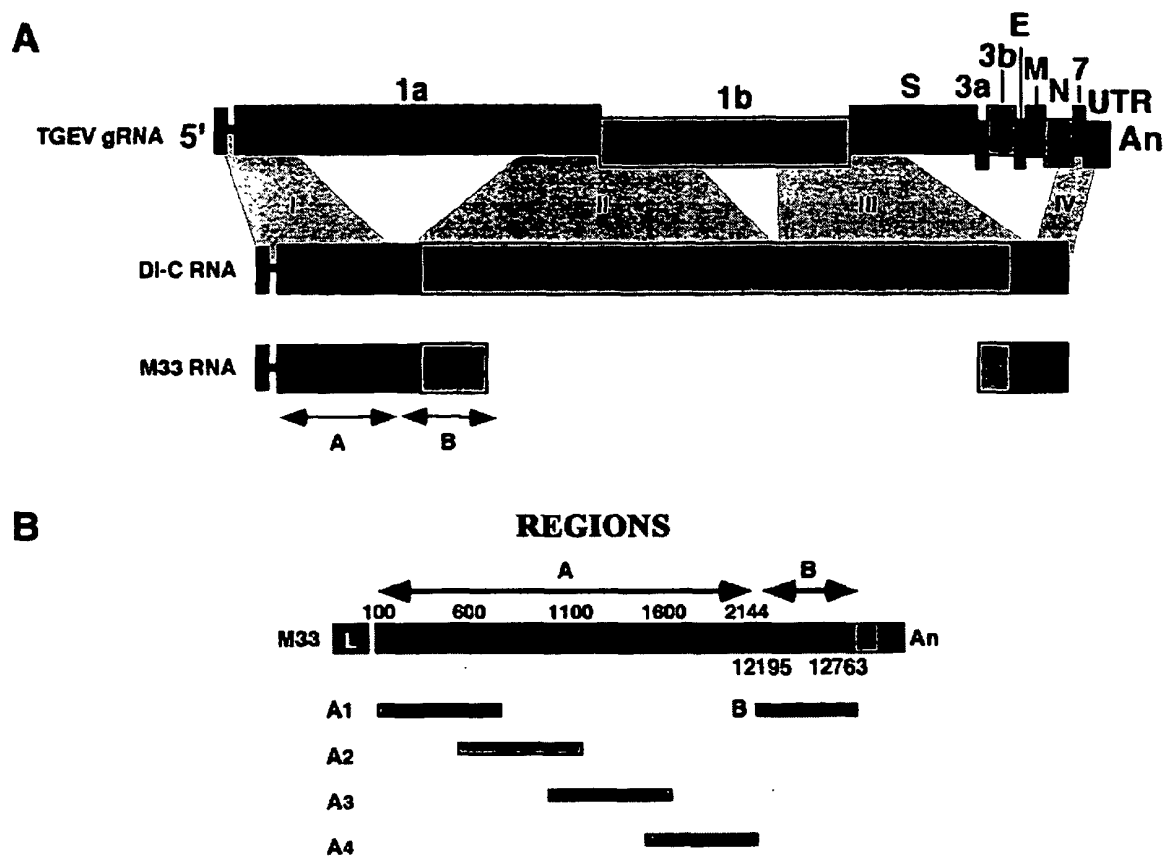 A
E
3b M 7
1a 1b S 3a N UTR
TGEV gRNA 5' An
I II III IV
DI-C RNA
M33 RNA
A B
B
REGIONS
A B
100 600 1100 1600 2144
M33 L An
12195 12763
A1 B
A2
A3
A4